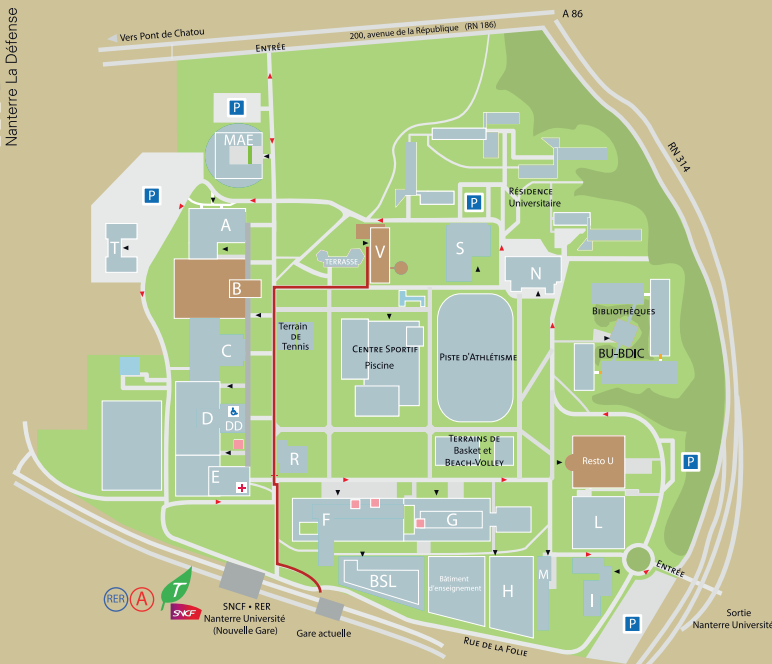 Nanterre La Défense
Vers Pont de Chatou
Entrée
200, avenue de la République (RN 186)
A 86
RN 314
P
MAE
P
T
A
B
C
D
DD
E
Terrasse
V
S
P
Résidence
Universitaire
N
Bibliothèques
BU-BDIC
Terrain
de
Tennis
Centre Sportif
Piscine
Piste d'Athlétisme
Terrains de
Basket et
Beach-Volley
R
Resto U
P
F
G
L
BSL
Bâtiment
d'enseignement
H
M
I
P
Entrée
Sortie
Nanterre Université
Rue de la Folie
RER
A
T
SNCF
SNCF • RER
Nanterre Université
(Nouvelle Gare)
Gare actuelle